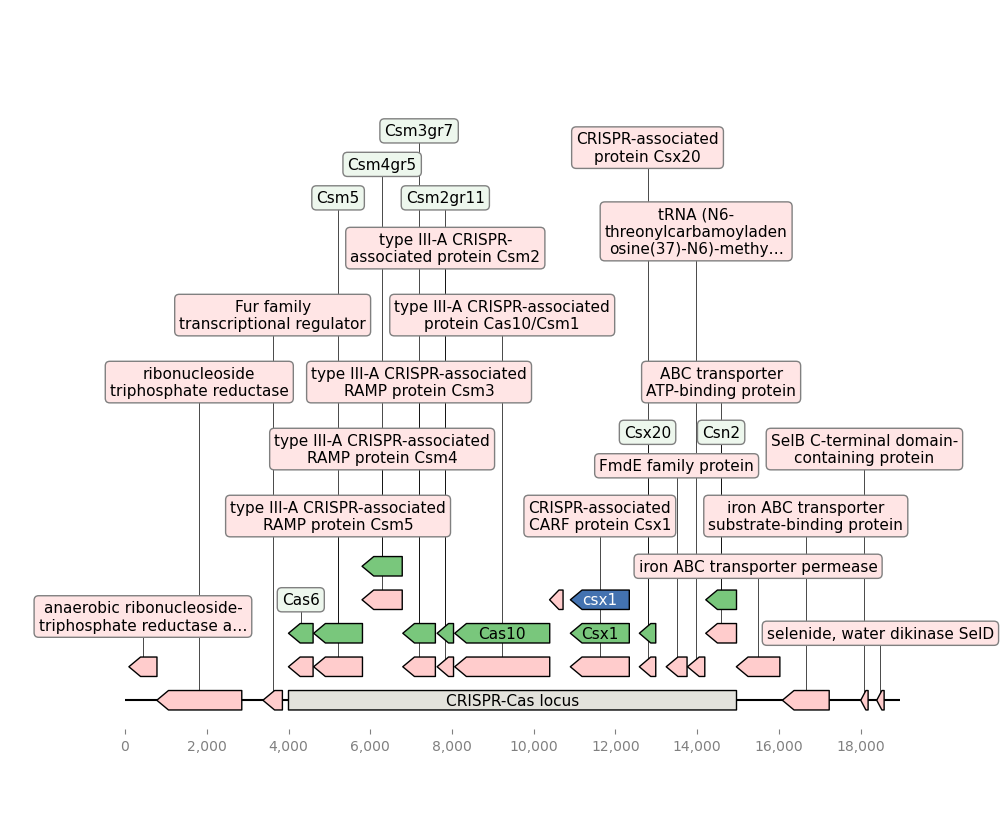 Csm3gr7
CRISPR-associated
protein Csx20
Csm4gr5
Csm5
Csm2gr11
tRNA (N6-
threonylcarbamoyladen
osine(37)-N6)-methy…
type III-A CRISPR-
associated protein Csm2
Fur family
transcriptional regulator
type III-A CRISPR-associated
protein Cas10/Csm1
ribonucleoside
triphosphate reductase
type III-A CRISPR-associated
RAMP protein Csm3
ABC transporter
ATP-binding protein
Csx20
Csn2
type III-A CRISPR-associated
RAMP protein Csm4
SelB C-terminal domain-
containing protein
FmdE family protein
type III-A CRISPR-associated
RAMP protein Csm5
CRISPR-associated
CARF protein Csx1
iron ABC transporter
substrate-binding protein
iron ABC transporter permease
Cas6
csx1
anaerobic ribonucleoside-
triphosphate reductase a…
Cas10
Csx1
selenide, water dikinase SelD
CRISPR-Cas locus
0
2,000
4,000
6,000
8,000
10,000
12,000
14,000
16,000
18,000